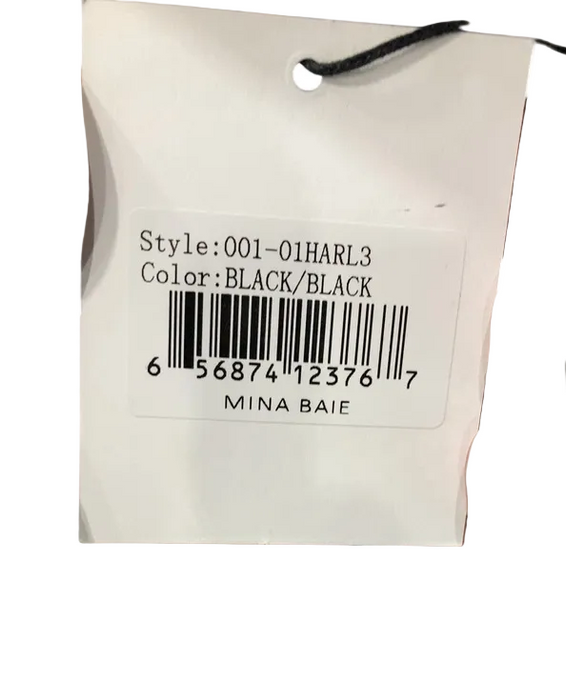 Style:001-01HARL3
Color:BLACK/BLACK
6 56874 12376 7
MINA BAIE